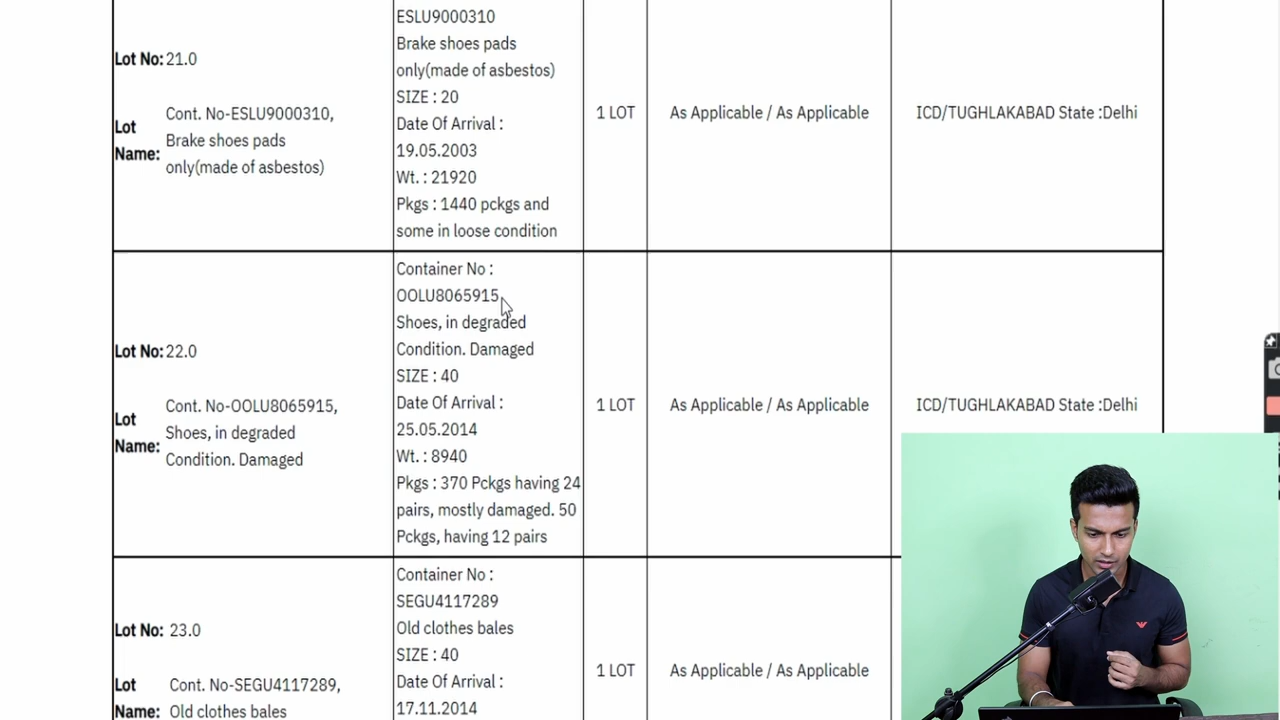 Lot No: 21.0
Lot Name: Cont. No-ESLU9000310,
Brake shoes pads
only(made of asbestos)
ESLU9000310
Brake shoes pads
only(made of asbestos)
SIZE : 20
Date Of Arrival :
19.05.2003
Wt. : 21920
Pkgs : 1440 pckgs and
some in loose condition
1 LOT
As Applicable / As Applicable
ICD/TUGHLAKABAD State :Delhi
Lot No: 22.0
Lot Name: Cont. No-OOLU8065915,
Shoes, in degraded
Condition. Damaged
Container No :
OOLU8065915
Shoes, in degraded
Condition. Damaged
SIZE : 40
Date Of Arrival :
25.05.2014
Wt. : 8940
Pkgs : 370 Pckgs having 24
pairs, mostly damaged. 50
Pckgs, having 12 pairs
1 LOT
As Applicable / As Applicable
ICD/TUGHLAKABAD State :Delhi
Lot No: 23.0
Lot Name: Cont. No-SEGU4117289,
Old clothes bales
Container No :
SEGU4117289
Old clothes bales
SIZE : 40
Date Of Arrival :
17.11.2014
1 LOT
As Applicable / As Applicable